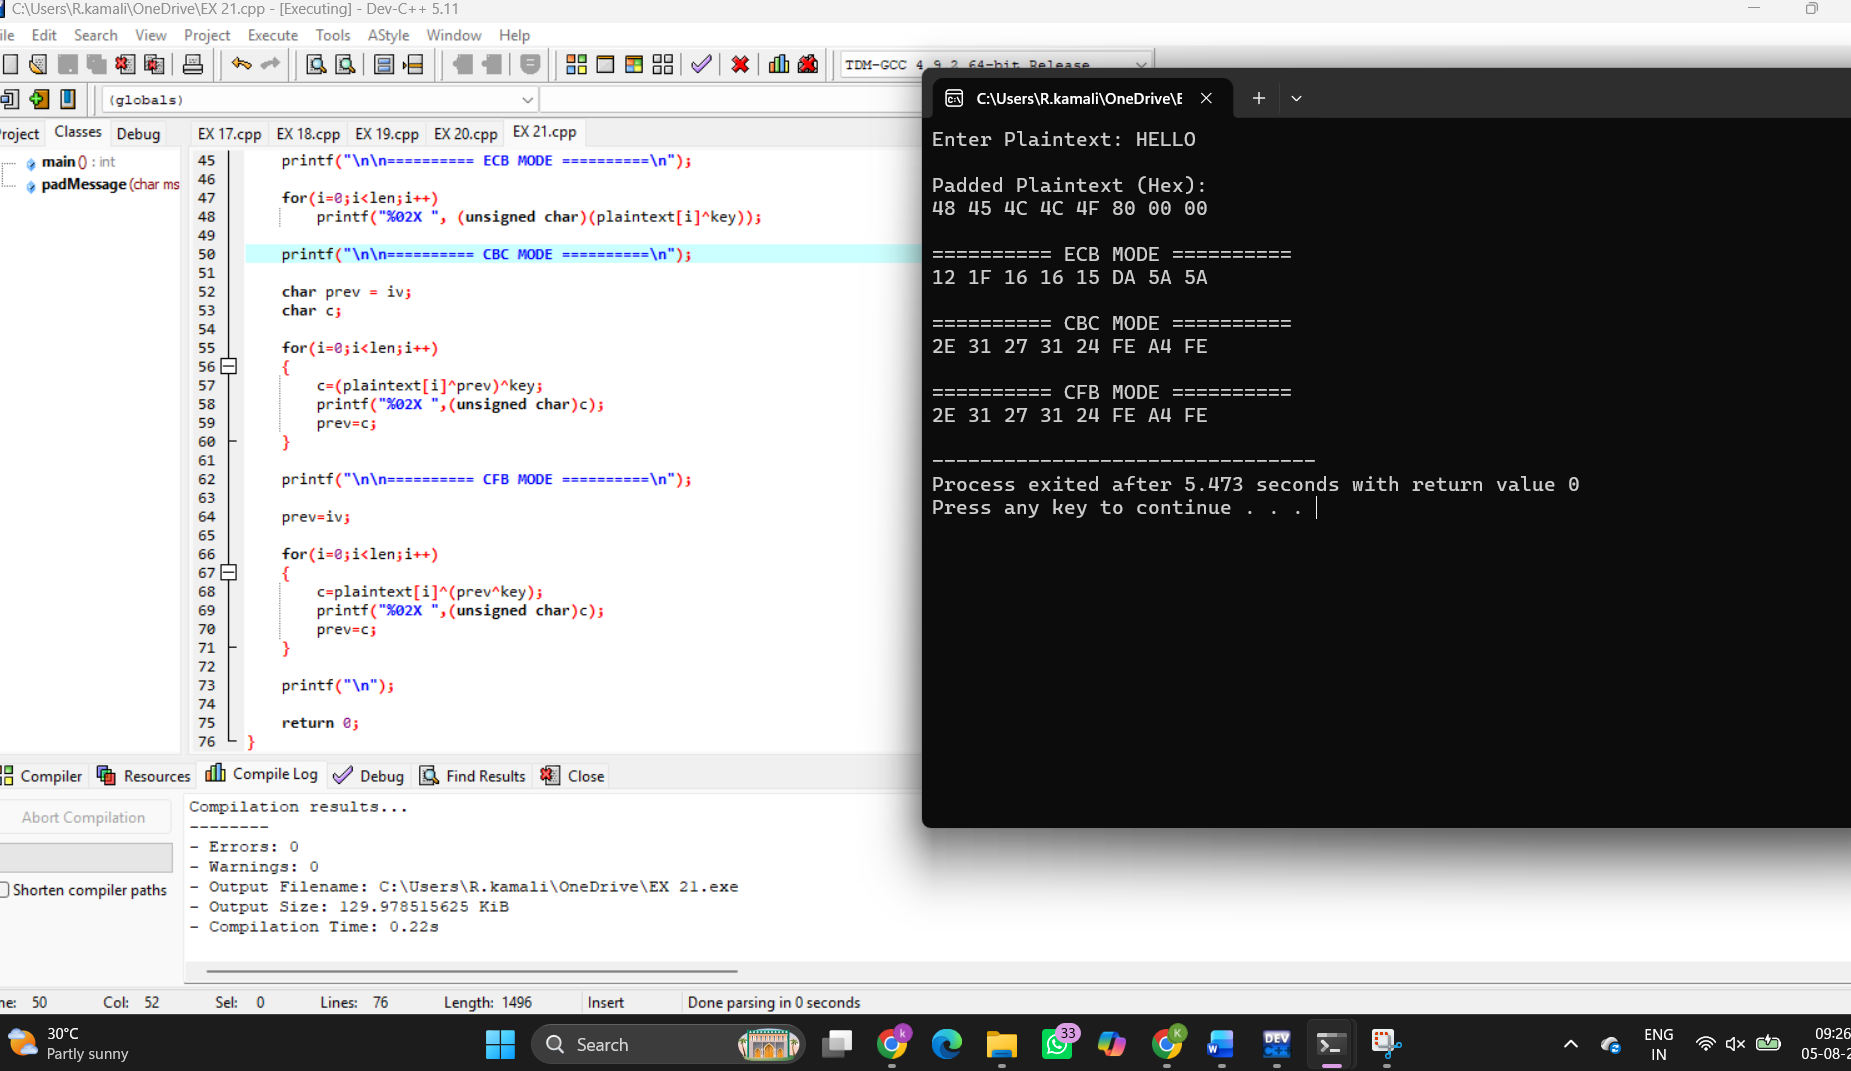 C:\Users\R.kamali\OneDrive\EX 21.cpp - [Executing] - Dev-C++ 5.11
Edit Search View Project Execute Tools AStyle Window Help
TDM-GCC 4.9.2 64-bit Release
(globals)
Classes Debug
EX 17.cpp EX 18.cpp EX 19.cpp EX 20.cpp EX 21.cpp
main () : int
padMessage (char ms
45 printf("\n\n========== ECB MODE ==========\n");
46
47 for(i=0;i<len;i++)
48 printf("%02X ", (unsigned char)(plaintext[i]^key));
49
50 printf("\n\n========== CBC MODE ==========\n");
51
52 char prev = iv;
53 char c;
54
55 for(i=0;i<len;i++)
56 {
57 c=(plaintext[i]^prev)^key;
58 printf("%02X ",(unsigned char)c);
59 prev=c;
60 }
61
62 printf("\n\n========== CFB MODE ==========\n");
63
64 prev=iv;
65
66 for(i=0;i<len;i++)
67 {
68 c=plaintext[i]^(prev^key);
69 printf("%02X ",(unsigned char)c);
70 prev=c;
71 }
72
73 printf("\n");
74
75 return 0;
76 }
C:\Users\R.kamali\OneDrive\E
Enter Plaintext: HELLO
Padded Plaintext (Hex):
48 45 4C 4C 4F 80 00 00
========== ECB MODE ==========
12 1F 16 16 15 DA 5A 5A
========== CBC MODE ==========
2E 31 27 31 24 FE A4 FE
========== CFB MODE ==========
2E 31 27 31 24 FE A4 FE
--------------------------------
Process exited after 5.473 seconds with return value 0
Press any key to continue . . .
Compiler Resources Compile Log Debug Find Results Close
Abort Compilation
Shorten compiler paths
Compilation results...
--------
- Errors: 0
- Warnings: 0
- Output Filename: C:\Users\R.kamali\OneDrive\EX 21.exe
- Output Size: 129.978515625 KiB
- Compilation Time: 0.22s
50 Col: 52 Sel: 0 Lines: 76 Length: 1496 Insert Done parsing in 0 seconds
30°C
Partly sunny
Search
k
33
K
W
DEV
C++
ENG
IN
09:26
05-08-2